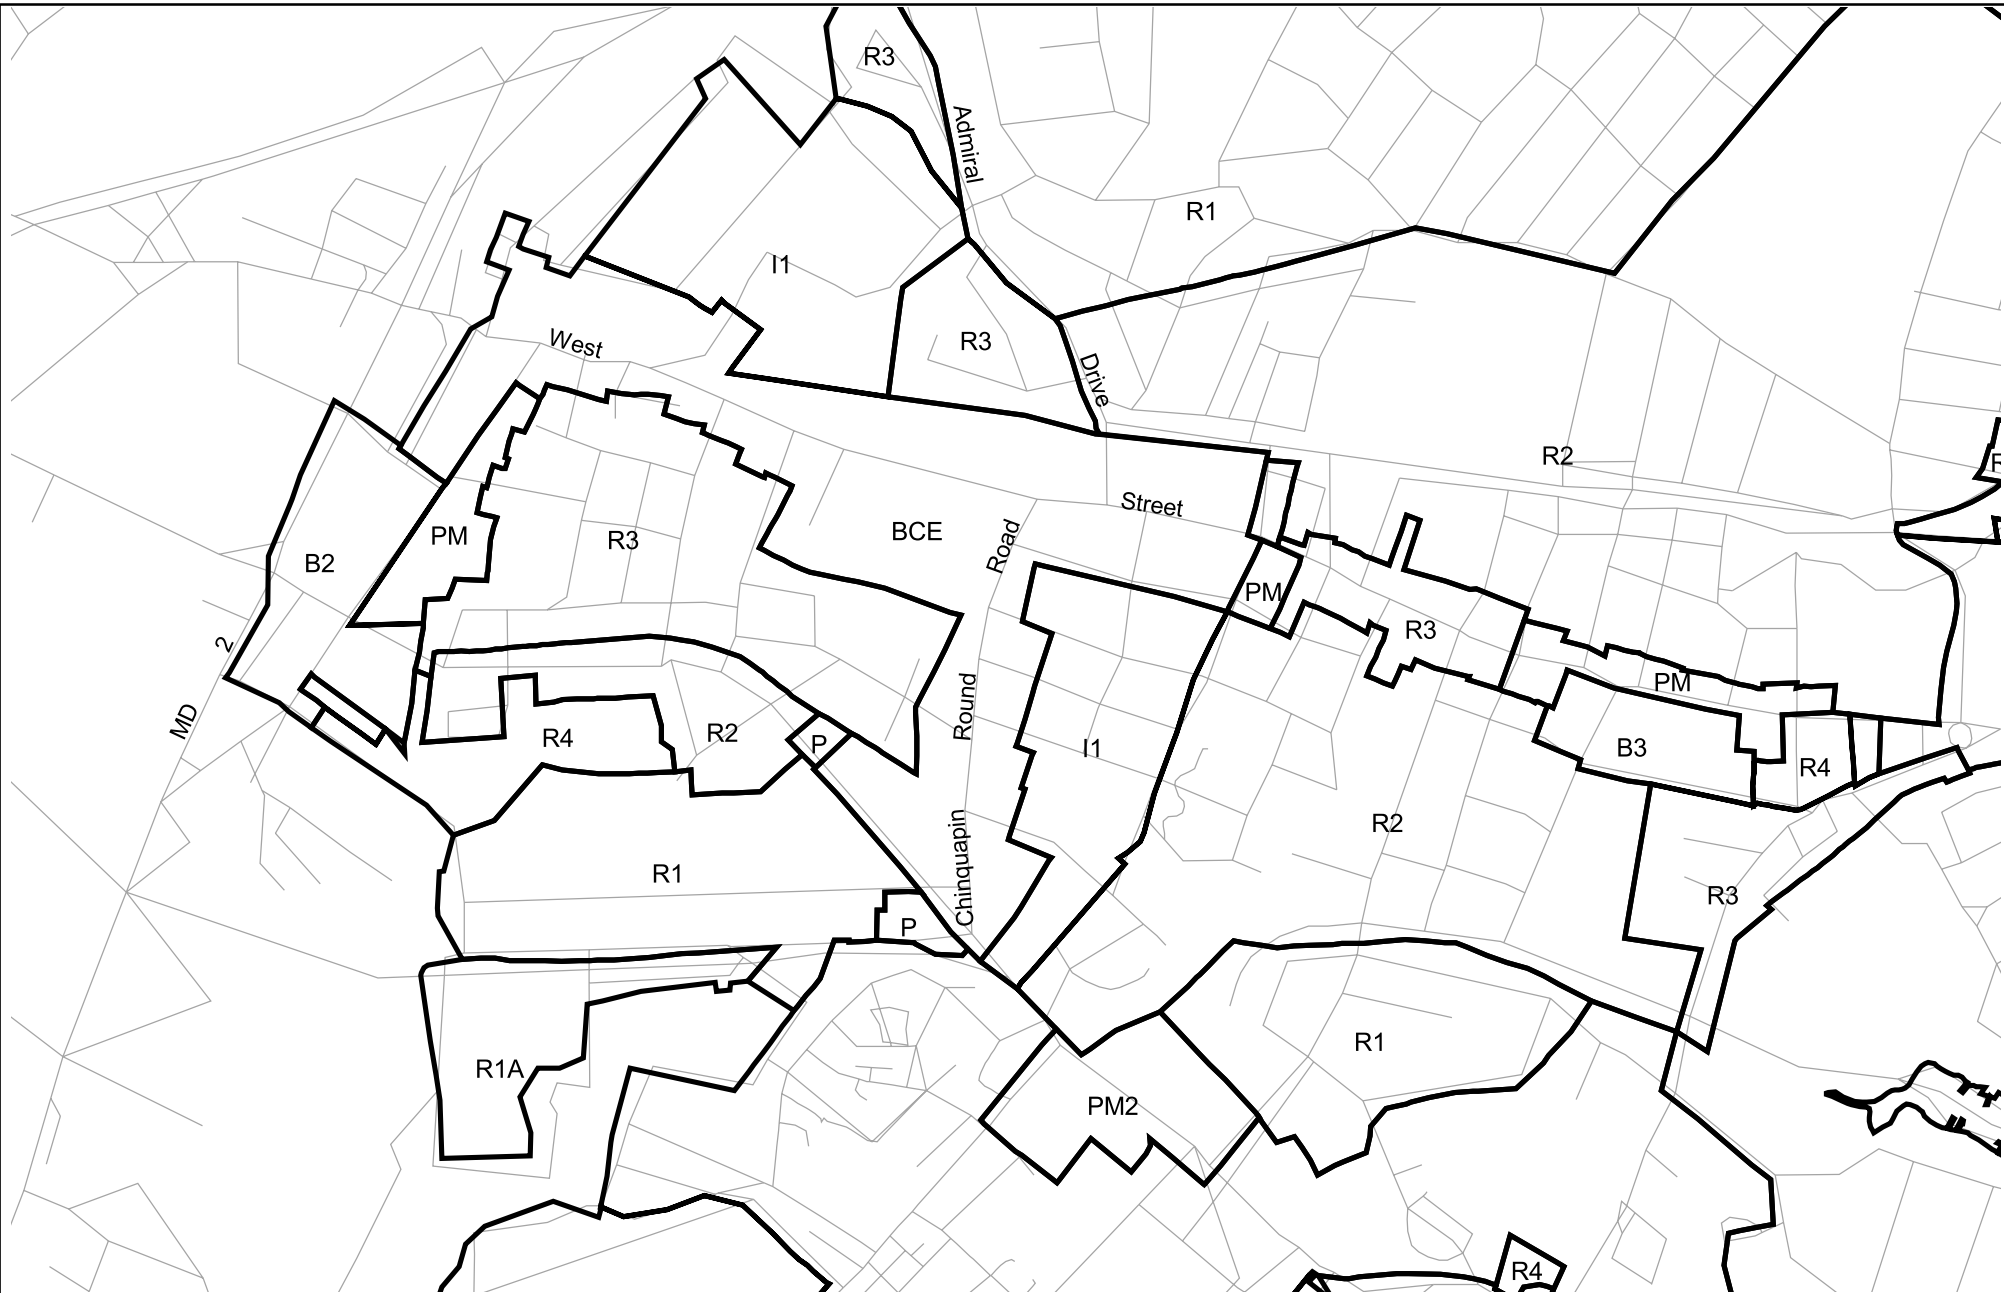 R3
Admiral
R1
I1
West
R3
Drive
R2
R
Street
BCE
Road
PM
R3
B2
PM
R3
2
MD
PM
R4
R2
P
Round
I1
B3
R4
R2
R1
Chinquapin
P
R3
R1
R1A
PM2
R4